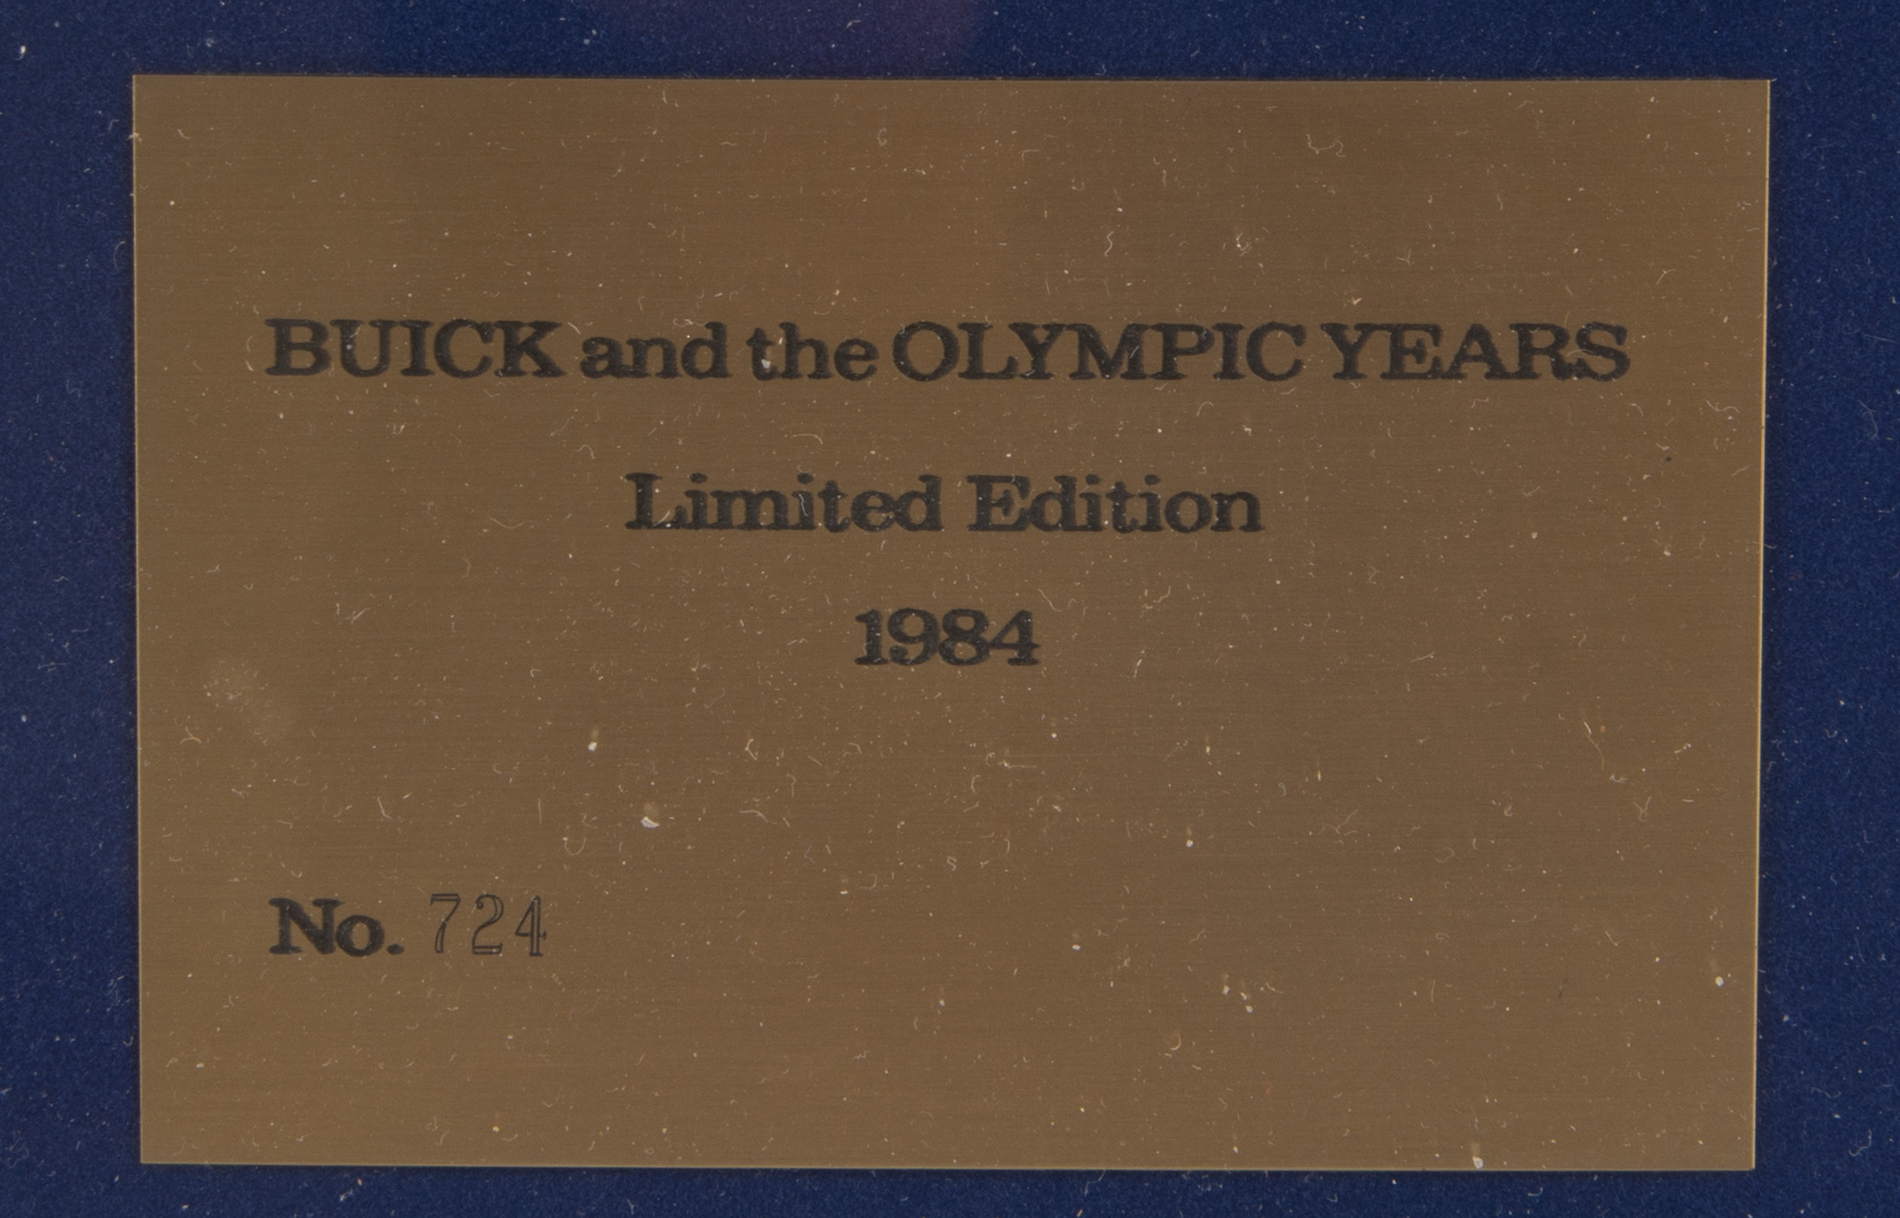 BUICK and the OLYMPIC YEARS
Limited Edition
1984
No. 724